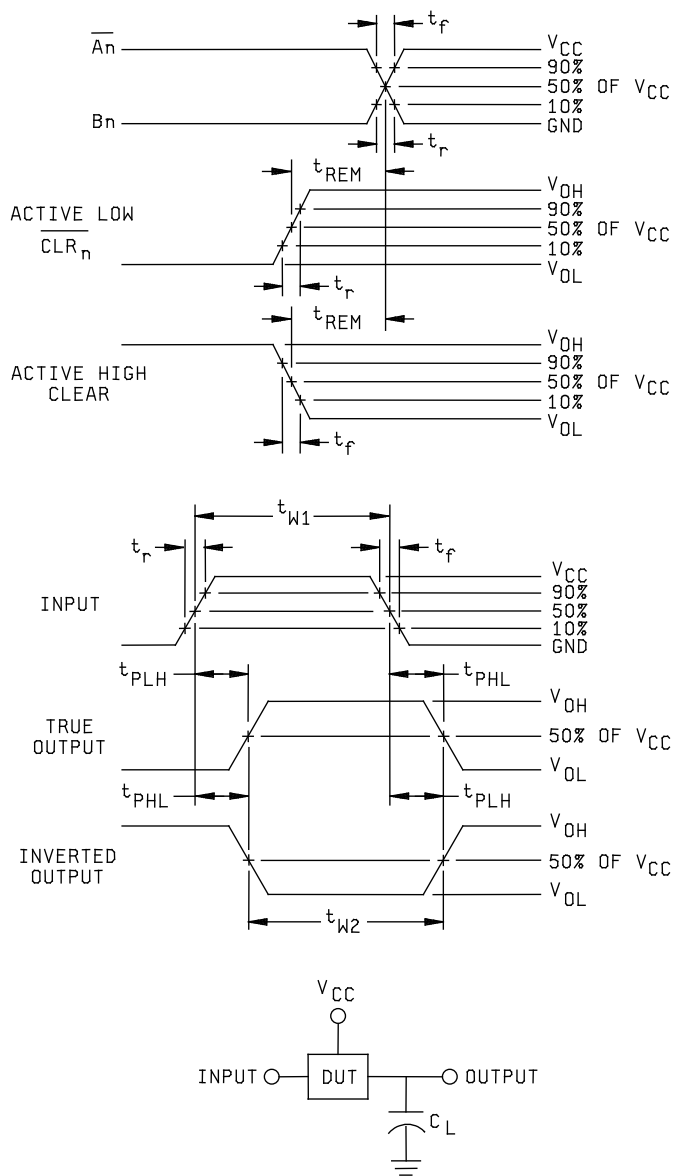 t_f
A̅n̅
V_CC
90%
50% OF V_CC
10%
GND
Bn
t_r
t_REM
ACTIVE LOW
C̅L̅R̅_n
V_OH
90%
50% OF V_CC
10%
V_OL
t_r
t_REM
ACTIVE HIGH
CLEAR
V_OH
90%
50% OF V_CC
10%
V_OL
t_f
t_W1
t_r
t_f
INPUT
V_CC
90%
50%
10%
GND
t_PLH
t_PHL
TRUE
OUTPUT
V_OH
50% OF V_CC
V_OL
t_PHL
t_PLH
INVERTED
OUTPUT
V_OH
50% OF V_CC
V_OL
t_W2
V_CC
INPUT DUT OUTPUT
C_L